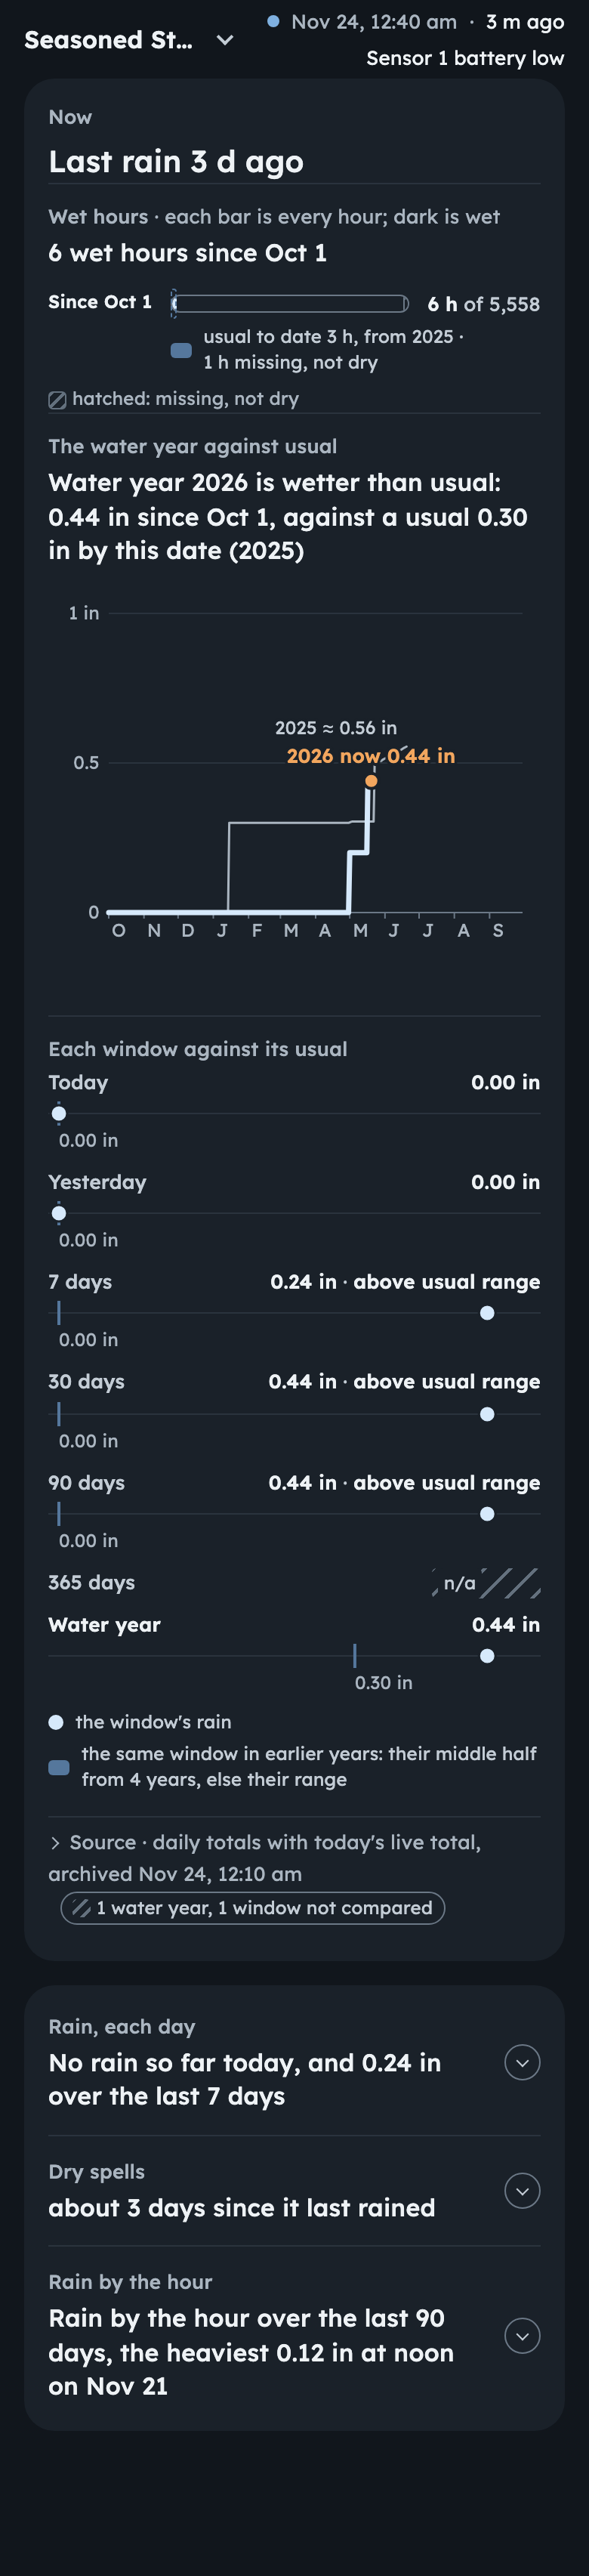 Seasoned St...
Nov 24, 12:40 am · 3 m ago
Sensor 1 battery low
Now
Last rain 3 d ago
Wet hours · each bar is every hour; dark is wet
6 wet hours since Oct 1
Since Oct 1
6 h of 5,558
usual to date 3 h, from 2025 ·
1 h missing, not dry
hatched: missing, not dry
The water year against usual
Water year 2026 is wetter than usual:
0.44 in since Oct 1, against a usual 0.30
in by this date (2025)
1 in
2025 ≈ 0.56 in
2026 now 0.44 in
0.5
0
O N D J F M A M J J A S
Each window against its usual
Today 0.00 in
0.00 in
Yesterday 0.00 in
0.00 in
7 days 0.24 in · above usual range
0.00 in
30 days 0.44 in · above usual range
0.00 in
90 days 0.44 in · above usual range
0.00 in
365 days n/a
Water year 0.44 in
0.30 in
the window's rain
the same window in earlier years: their middle half
from 4 years, else their range
Source · daily totals with today's live total,
archived Nov 24, 12:10 am
1 water year, 1 window not compared
Rain, each day
No rain so far today, and 0.24 in
over the last 7 days
Dry spells
about 3 days since it last rained
Rain by the hour
Rain by the hour over the last 90
days, the heaviest 0.12 in at noon
on Nov 21